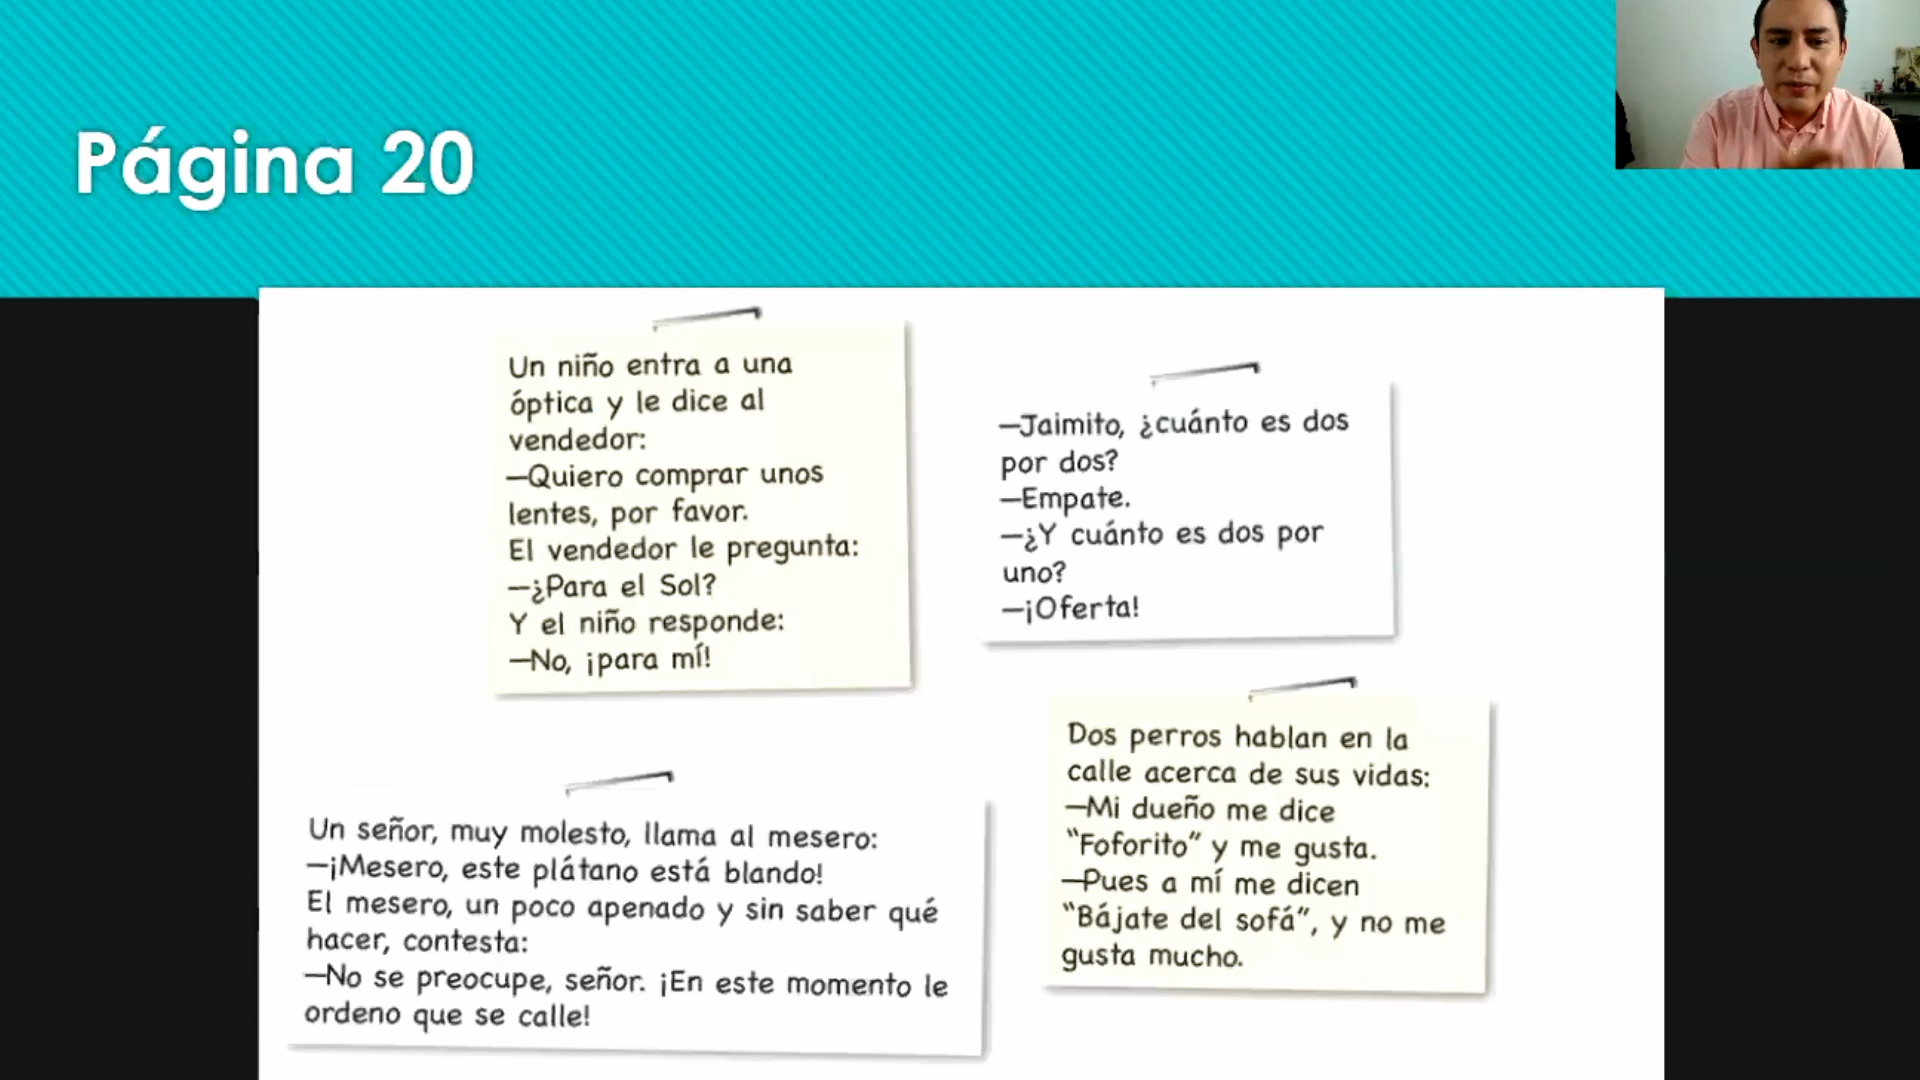 Página 20
Un niño entra a una
óptica y le dice al
vendedor:
—Quiero comprar unos
lentes, por favor.
El vendedor le pregunta:
—¿Para el Sol?
Y el niño responde:
—No, ¡para mí!
—Jaimito, ¿cuánto es dos
por dos?
—Empate.
—¿Y cuánto es dos por
uno?
—¡Oferta!
Un señor, muy molesto, llama al mesero:
—¡Mesero, este plátano está blando!
El mesero, un poco apenado y sin saber qué
hacer, contesta:
—No se preocupe, señor. ¡En este momento le
ordeno que se calle!
Dos perros hablan en la
calle acerca de sus vidas:
—Mi dueño me dice
“Foforito” y me gusta.
—Pues a mí me dicen
“Bájate del sofá”, y no me
gusta mucho.